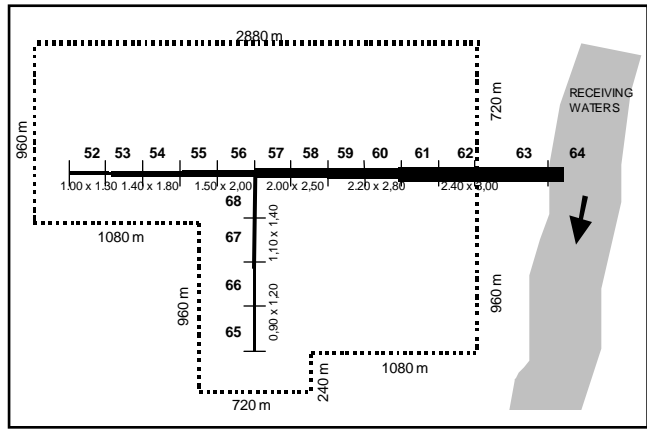 2880 m
RECEIVING
WATERS
720 m
960 m
52 53 54 55 56 57 58 59 60 61 62 63 64
1.00 x 1.30 1.40 x 1.80 1.50 x 2,00 2.00 x 2,50 2.20 x 2,80 2.40 x 3,00
68
67
1,10 x 1,40
1080 m
66
960 m
960 m
0,90 x 1,20
65
1080 m
240 m
720 m